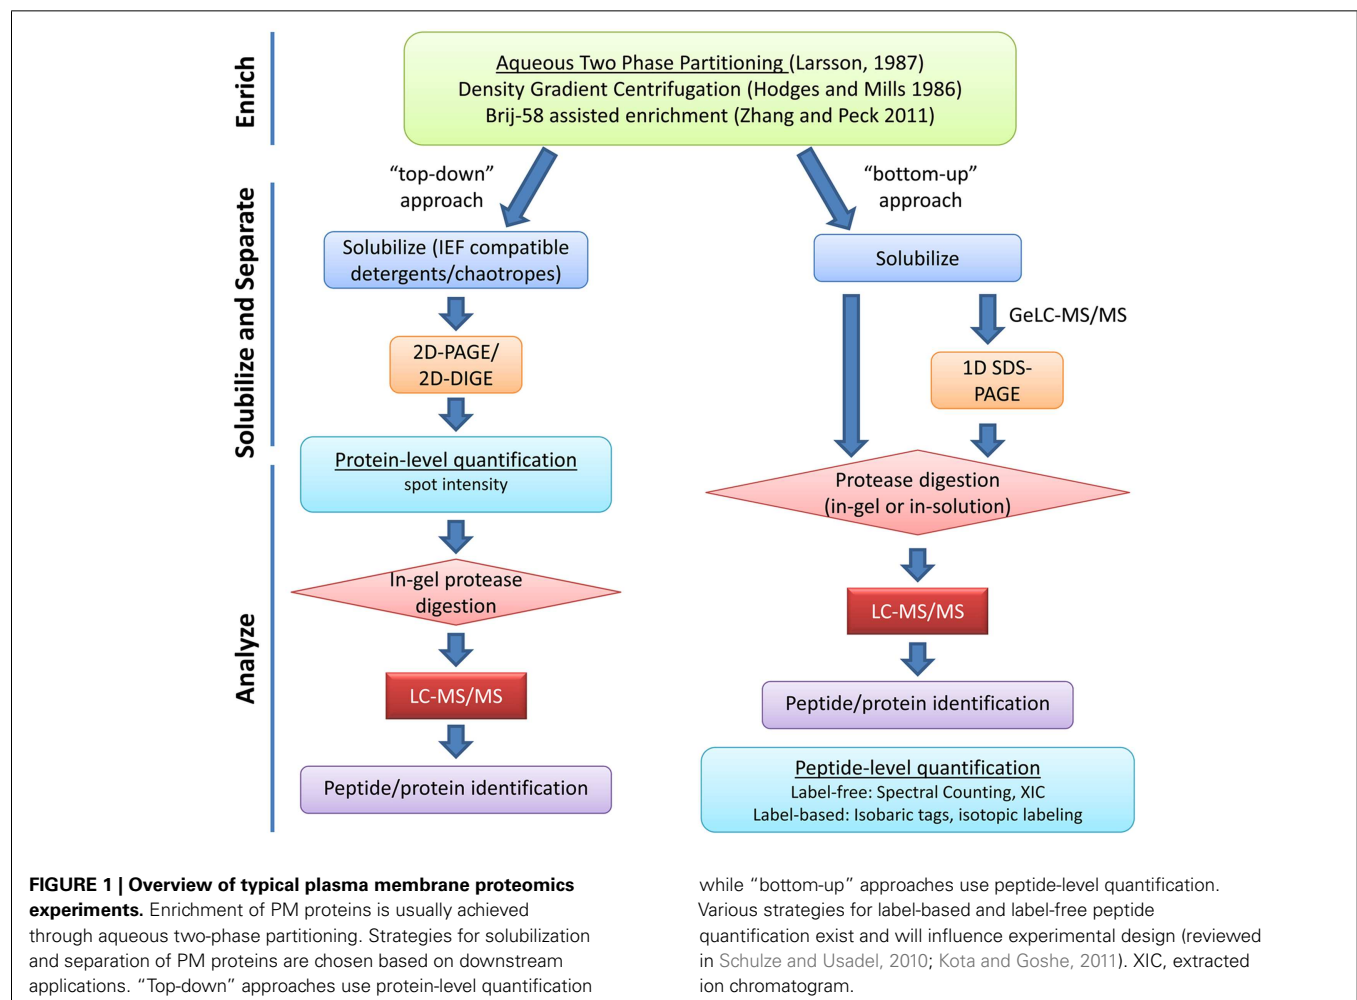 Enrich
Aqueous Two Phase Partitioning (Larsson, 1987)
Density Gradient Centrifugation (Hodges and Mills 1986)
Brij-58 assisted enrichment (Zhang and Peck 2011)
Solubilize and Separate
“top-down”
approach
Solubilize (IEF compatible
detergents/chaotropes)
2D-PAGE/
2D-DIGE
“bottom-up”
approach
Solubilize
GeLC-MS/MS
1D SDS-
PAGE
Analyze
Protein-level quantification
spot intensity
In-gel protease
digestion
LC-MS/MS
Peptide/protein identification
Protease digestion
(in-gel or in-solution)
LC-MS/MS
Peptide/protein identification
Peptide-level quantification
Label-free: Spectral Counting, XIC
Label-based: Isobaric tags, isotopic labeling
FIGURE 1 | Overview of typical plasma membrane proteomics
experiments. Enrichment of PM proteins is usually achieved
through aqueous two-phase partitioning. Strategies for solubilization
and separation of PM proteins are chosen based on downstream
applications. “Top-down” approaches use protein-level quantification
while “bottom-up” approaches use peptide-level quantification.
Various strategies for label-based and label-free peptide
quantification exist and will influence experimental design (reviewed
in Schulze and Usadel, 2010; Kota and Goshe, 2011). XIC, extracted
ion chromatogram.